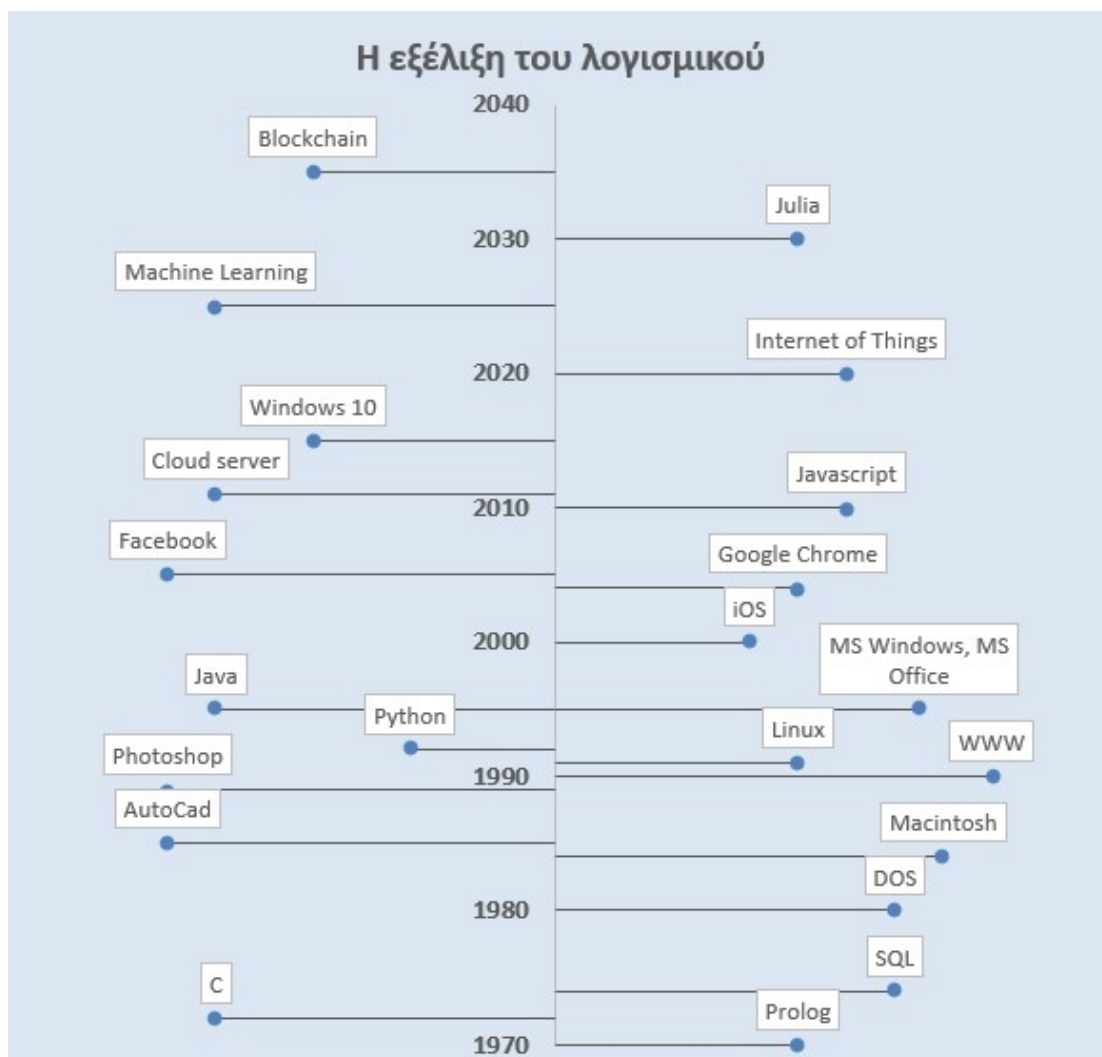 Η εξέλιξη του λογισμικού
2040
Blockchain
Julia
2030
Machine Learning
Internet of Things
2020
Windows 10
Cloud server
Javascript
2010
Facebook
Google Chrome
iOS
2000
MS Windows, MS
Office
Java
Python
Linux
WWW
Photoshop
1990
AutoCad
Macintosh
DOS
1980
SQL
C
Prolog
1970